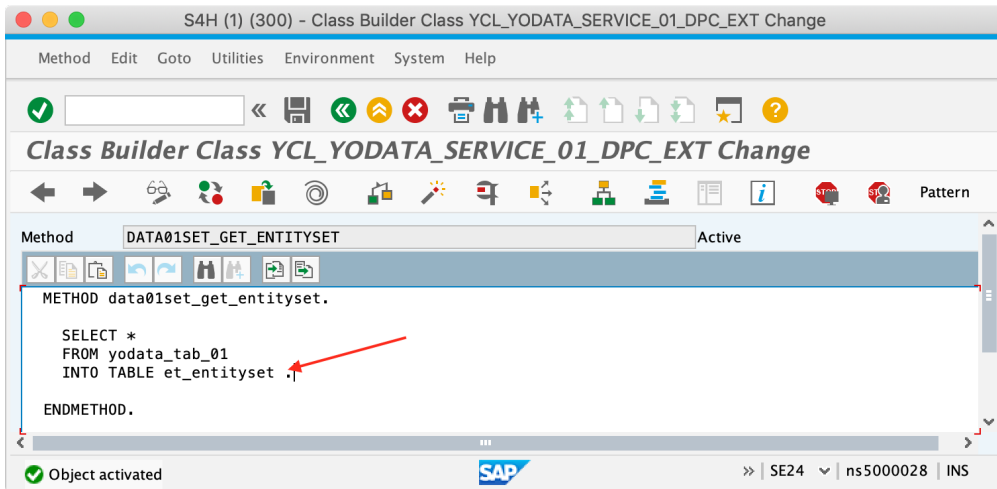 S4H (1) (300) - Class Builder Class YCL_YODATA_SERVICE_01_DPC_EXT Change
Method Edit Goto Utilities Environment System Help
Class Builder Class YCL_YODATA_SERVICE_01_DPC_EXT Change
STOP STOP Pattern
Method DATA01SET_GET_ENTITYSET Active
METHOD data01set_get_entityset.
SELECT *
FROM yodata_tab_01
INTO TABLE et_entityset .
ENDMETHOD.
Object activated SAP >> SE24 ns5000028 INS